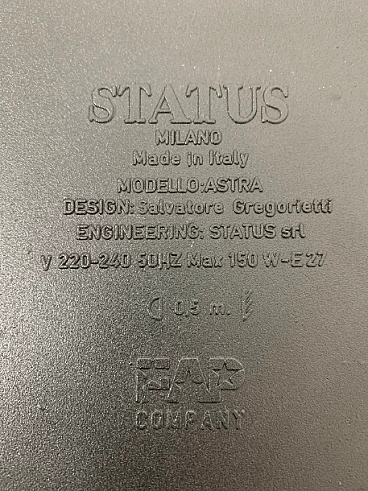 STATUS
MILANO
Made in Italy
MODELLO:ASTRA
DESIGN: Salvatore Gregorietti
ENGINEERING: STATUS srl
V 220-240 50HZ Max 150 W-E27
0,5 m.
COMPANY